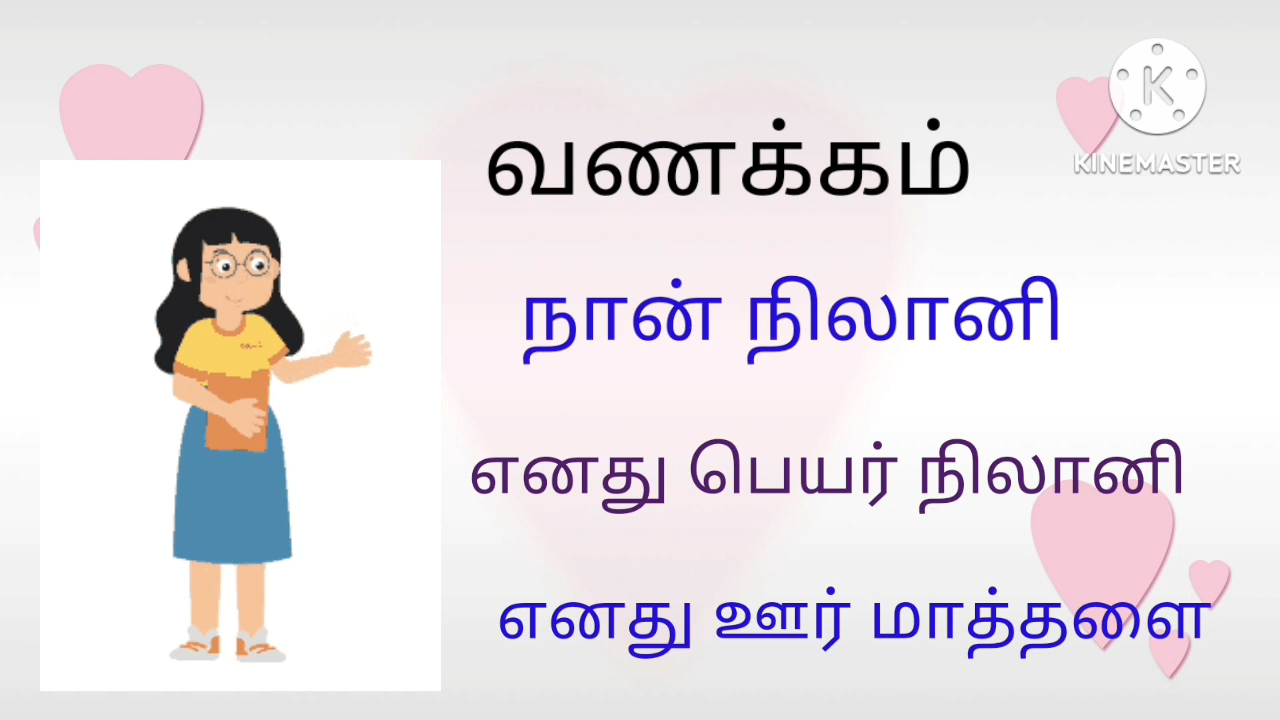 வணக்கம்
KINEMASTER
நான் நிலானி
எனது பெயர் நிலானி
எனது ஊர் மாத்தளை